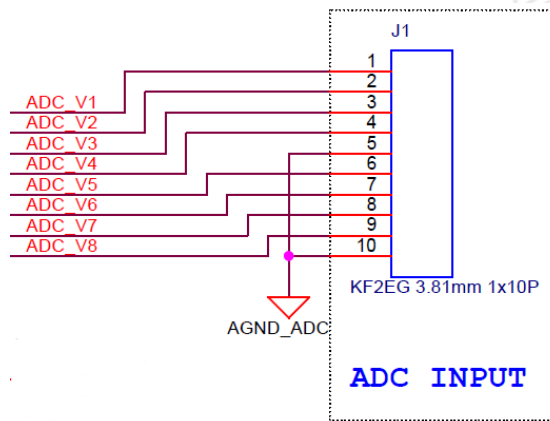 J1
1
2
3
4
5
6
7
8
9
10
ADC_V1
ADC_V2
ADC_V3
ADC_V4
ADC_V5
ADC_V6
ADC_V7
ADC_V8
KF2EG 3.81mm 1x10P
AGND_ADC
ADC INPUT